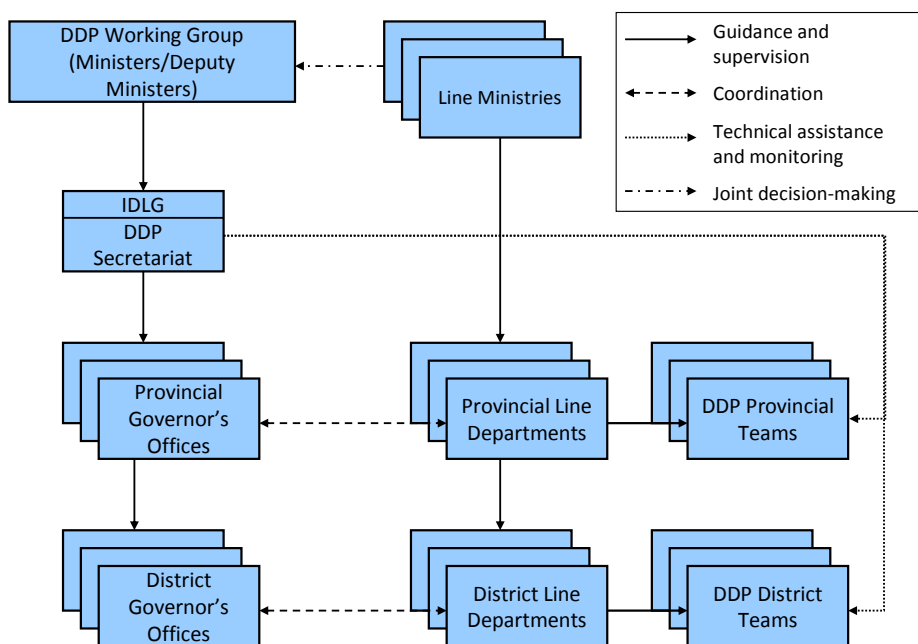 DDP Working Group
(Ministers/Deputy
Ministers)
Line Ministries
Guidance and
supervision
Coordination
Technical assistance
and monitoring
Joint decision-making
IDLG
DDP
Secretariat
Provincial
Governor's
Offices
Provincial Line
Departments
DDP Provincial
Teams
District
Governor's
Offices
District Line
Departments
DDP District
Teams